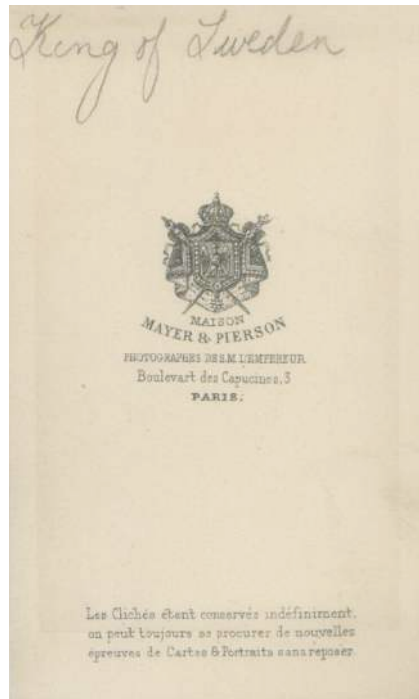 King of Sweden
MAISON
MAYER & PIERSON
PHOTOGRAPHES DE S.M. L'EMPEREUR
Boulevart des Capucines, 3
PARIS.
Les Clichés étant conservés indéfiniment,
on peut toujours se procurer de nouvelles
épreuves de Cartes & Portraits sans reposer